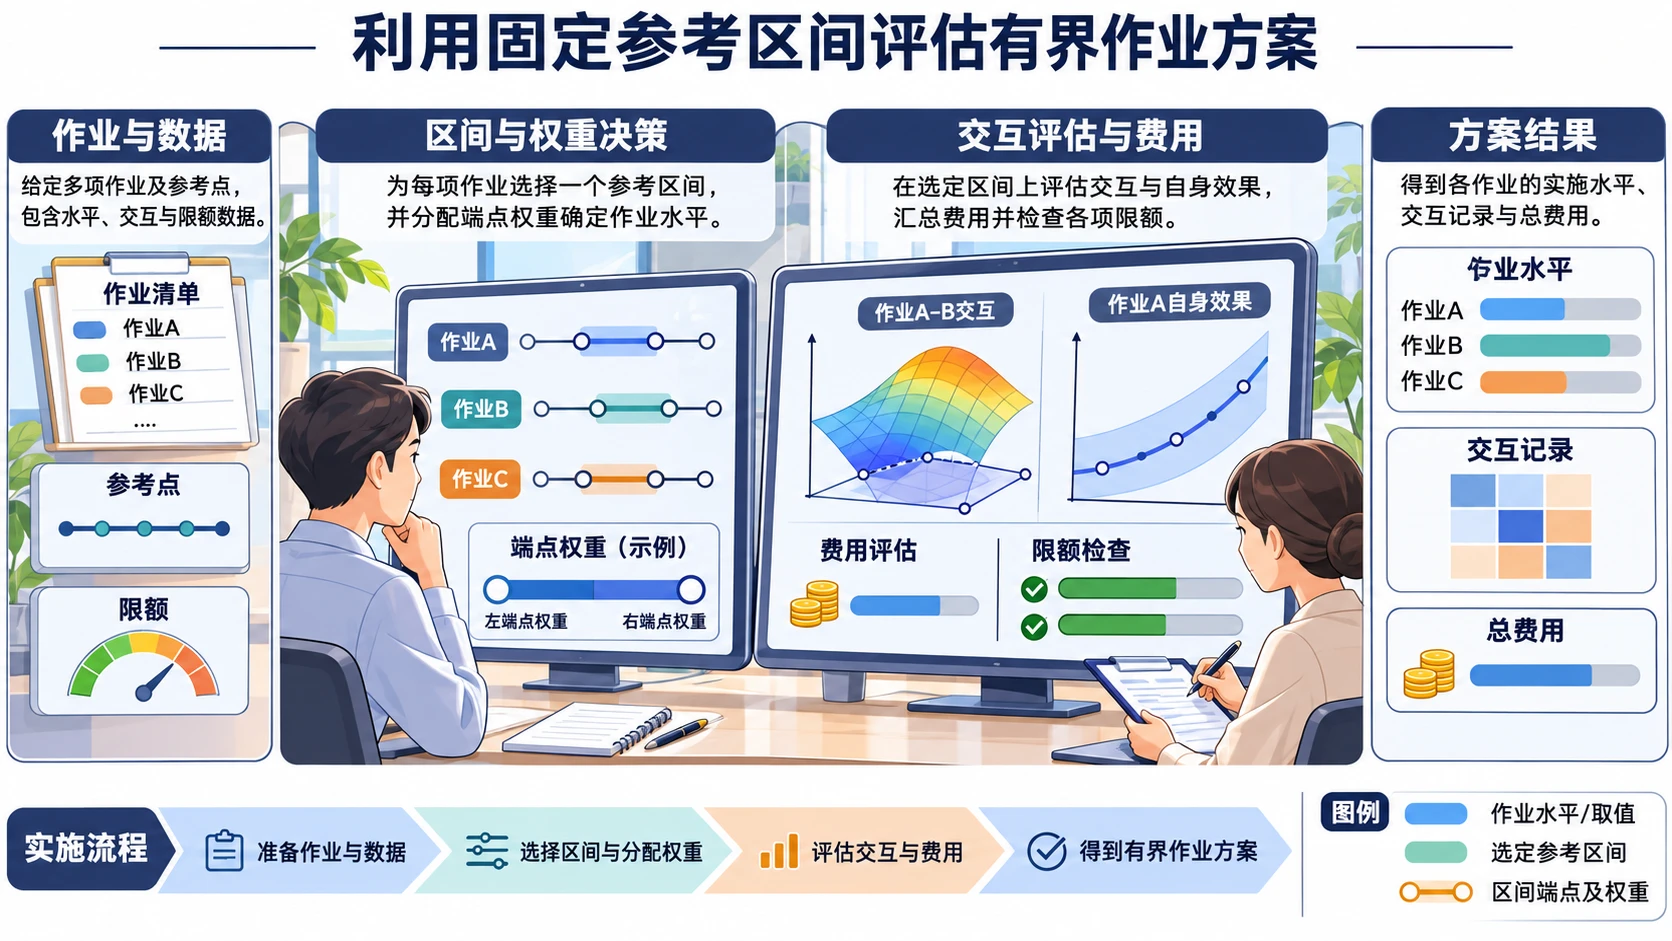 利用固定参考区间评估有界作业方案
作业与数据
给定多项作业及参考点，
包含水平、交互与限额数据。
作业清单
作业A
作业B
作业C
....
参考点
限额
区间与权重决策
为每项作业选择一个参考区间，
并分配端点权重确定作业水平。
作业A
作业B
作业C
端点权重（示例）
左端点权重
右端点权重
交互评估与费用
在选定区间上评估交互与自身效果，
汇总费用并检查各项限额。
作业A–B交互
作业A自身效果
费用评估
限额检查
方案结果
得到各作业的实施水平、
交互记录与总费用。
作业水平
作业A
作业B
作业C
交互记录
总费用
实施流程
准备作业与数据
选择区间与分配权重
评估交互与费用
得到有界作业方案
图例
作业水平/取值
选定参考区间
区间端点及权重